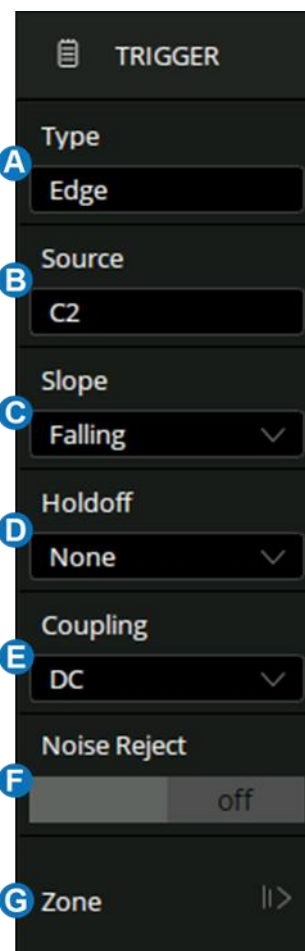 TRIGGER
Type
A
Edge
Source
B
C2
Slope
C
Falling
Holdoff
D
None
Coupling
E
DC
Noise Reject
F
off
G Zone